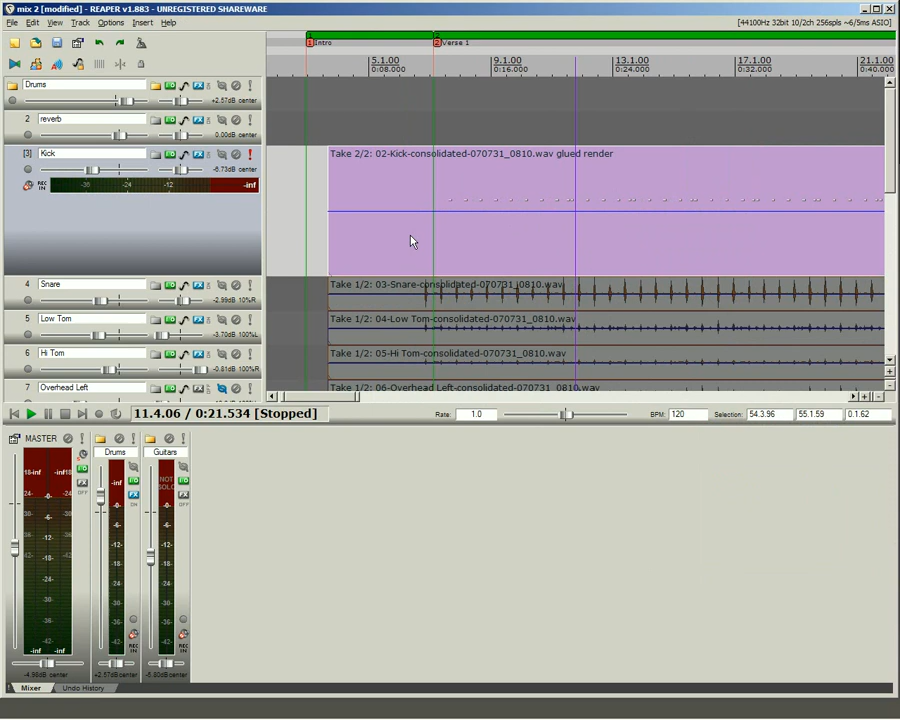 mix 2 [modified] - REAPER v1.883 - UNREGISTERED SHAREWARE
File Edit View Track Options Insert Help
[44100Hz 32bit 10/2ch 256spls ~6/5ms ASIO]
1 Intro
2 Verse 1
5.1.00 9.1.00 13.1.00 17.1.00 21.1.00
0:08.000 0:16.000 0:24.000 0:32.000 0:40.000
Drums
+2.57dB center
2 reverb
0.00dB center
[3] Kick
-6.73dB center
REC IN -36 -24 -12 -inf
Take 2/2: 02-Kick-consolidated-070731_0810.wav glued render
4 Snare
-2.99dB 10%R
Take 1/2: 03-Snare-consolidated-070731_0810.wav
5 Low Tom
-3.70dB 100%L
Take 1/2: 04-Low Tom-consolidated-070731_0810.wav
6 Hi Tom
-0.81dB 100%R
Take 1/2: 05-Hi Tom-consolidated-070731_0810.wav
7 Overhead Left
Take 1/2: 06-Overhead Left-consolidated-070731_0810.wav
11.4.06 / 0:21.534 [Stopped]
Rate: 1.0
BPM: 120
Selection: 54.3.96 55.1.59 0.1.62
MASTER
Drums
Guitars
NOT SOLO
-4.98dB center
+2.57dB center
-6.80dB center
Mixer Undo History